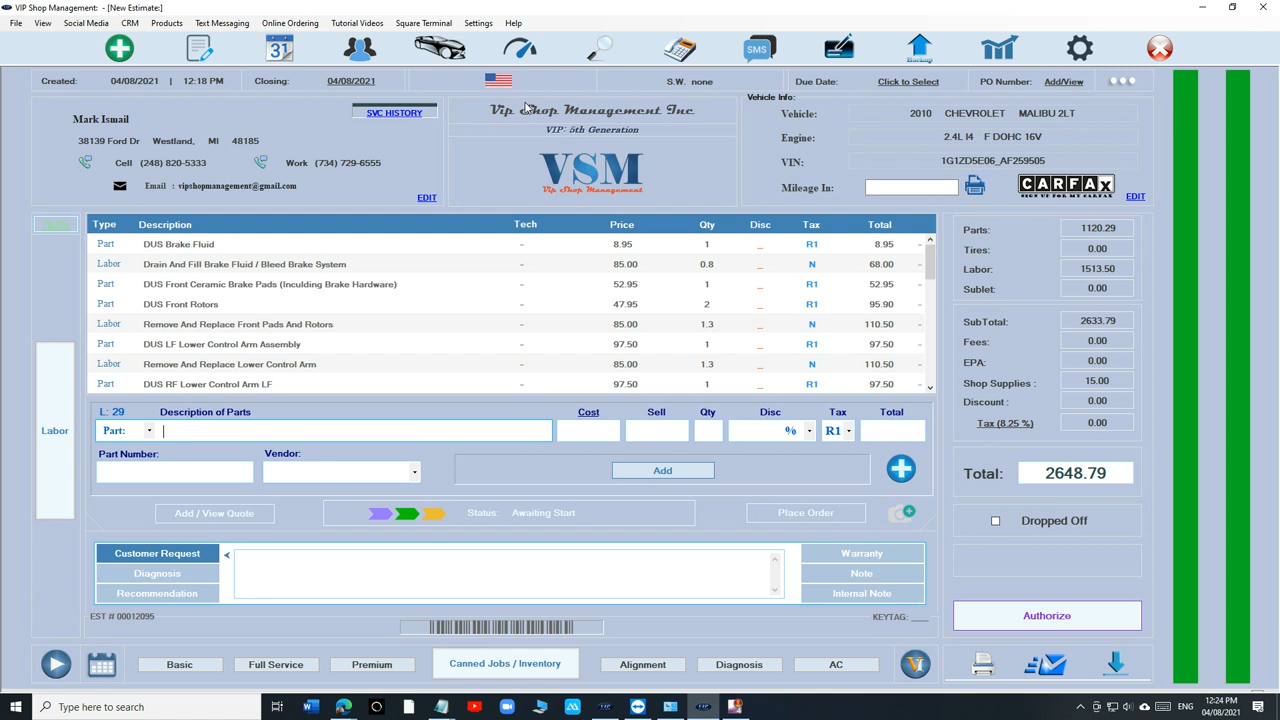 VIP Shop Management: - [New Estimate:]
File View Social Media CRM Products Text Messaging Online Ordering Tutorial Videos Square Terminal Settings Help
31 SMS Backup
Created: 04/08/2021 | 12:18 PM Closing: 04/08/2021 S.W. none Due Date: Click to Select PO Number: Add/View
Mark Ismail
SVC HISTORY
38139 Ford Dr Westland, MI 48185
Cell (248) 820-5333 Work (734) 729-6555
Email : vipshopmanagement@gmail.com
EDIT
Vip Shop Management Inc
VIP: 5th Generation
VSM
Vip Shop Management
Vehicle Info:
Vehicle: 2010 CHEVROLET MALIBU 2LT
Engine: 2.4L I4 F DOHC 16V
VIN: 1G1ZD5E06_AF259505
Mileage In: CARFAX
SIGN UP FOR MY CARFAX
EDIT
Type Description Tech Price Qty Disc Tax Total
Part DUS Brake Fluid - 8.95 1 _ R1 8.95 -
Labor Drain And Fill Brake Fluid / Bleed Brake System - 85.00 0.8 _ N 68.00 -
Part DUS Front Ceramic Brake Pads (Inculding Brake Hardware) - 52.95 1 _ R1 52.95 -
Part DUS Front Rotors - 47.95 2 _ R1 95.90 -
Labor Remove And Replace Front Pads And Rotors - 85.00 1.3 _ N 110.50 -
Part DUS LF Lower Control Arm Assembly - 97.50 1 _ R1 97.50 -
Labor Remove And Replace Lower Control Arm - 85.00 1.3 _ N 110.50 -
Part DUS RF Lower Control Arm LF - 97.50 1 _ R1 97.50 -
Labor
L: 29 Description of Parts Cost Sell Qty Disc Tax Total
Part: % R1
Part Number: Vendor:
Add
Add / View Quote Status: Awaiting Start Place Order
Customer Request < Warranty
Diagnosis Note
Recommendation Internal Note
EST # 00012095 KEYTAG: ___
Parts: 1120.29
Tires: 0.00
Labor: 1513.50
Sublet: 0.00
SubTotal: 2633.79
Fees: 0.00
EPA: 0.00
Shop Supplies : 15.00
Discount : 0.00
Tax (8.25 %) 0.00
Total: 2648.79
Dropped Off
Authorize
Basic Full Service Premium Canned Jobs / Inventory Alignment Diagnosis AC
Type here to search
ENG
12:24 PM
04/08/2021